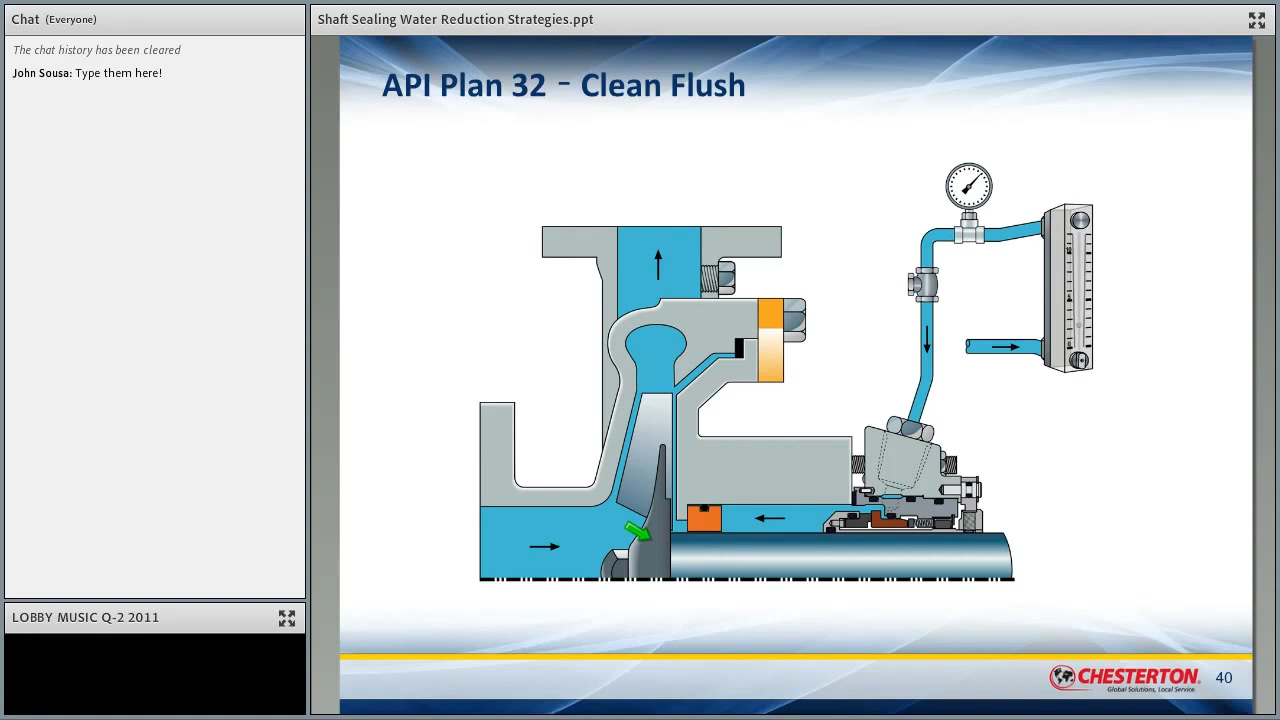 Chat (Everyone)
The chat history has been cleared
John Sousa: Type them here!
LOBBY MUSIC Q-2 2011
Shaft Sealing Water Reduction Strategies.ppt
API Plan 32 – Clean Flush
CHESTERTON
Global Solutions, Local Service.
40